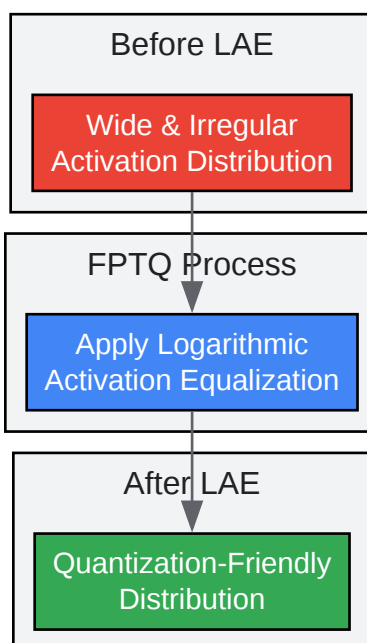 Before LAE
Wide & Irregular
Activation Distribution
FPTQ Process
Apply Logarithmic
Activation Equalization
After LAE
Quantization-Friendly
Distribution